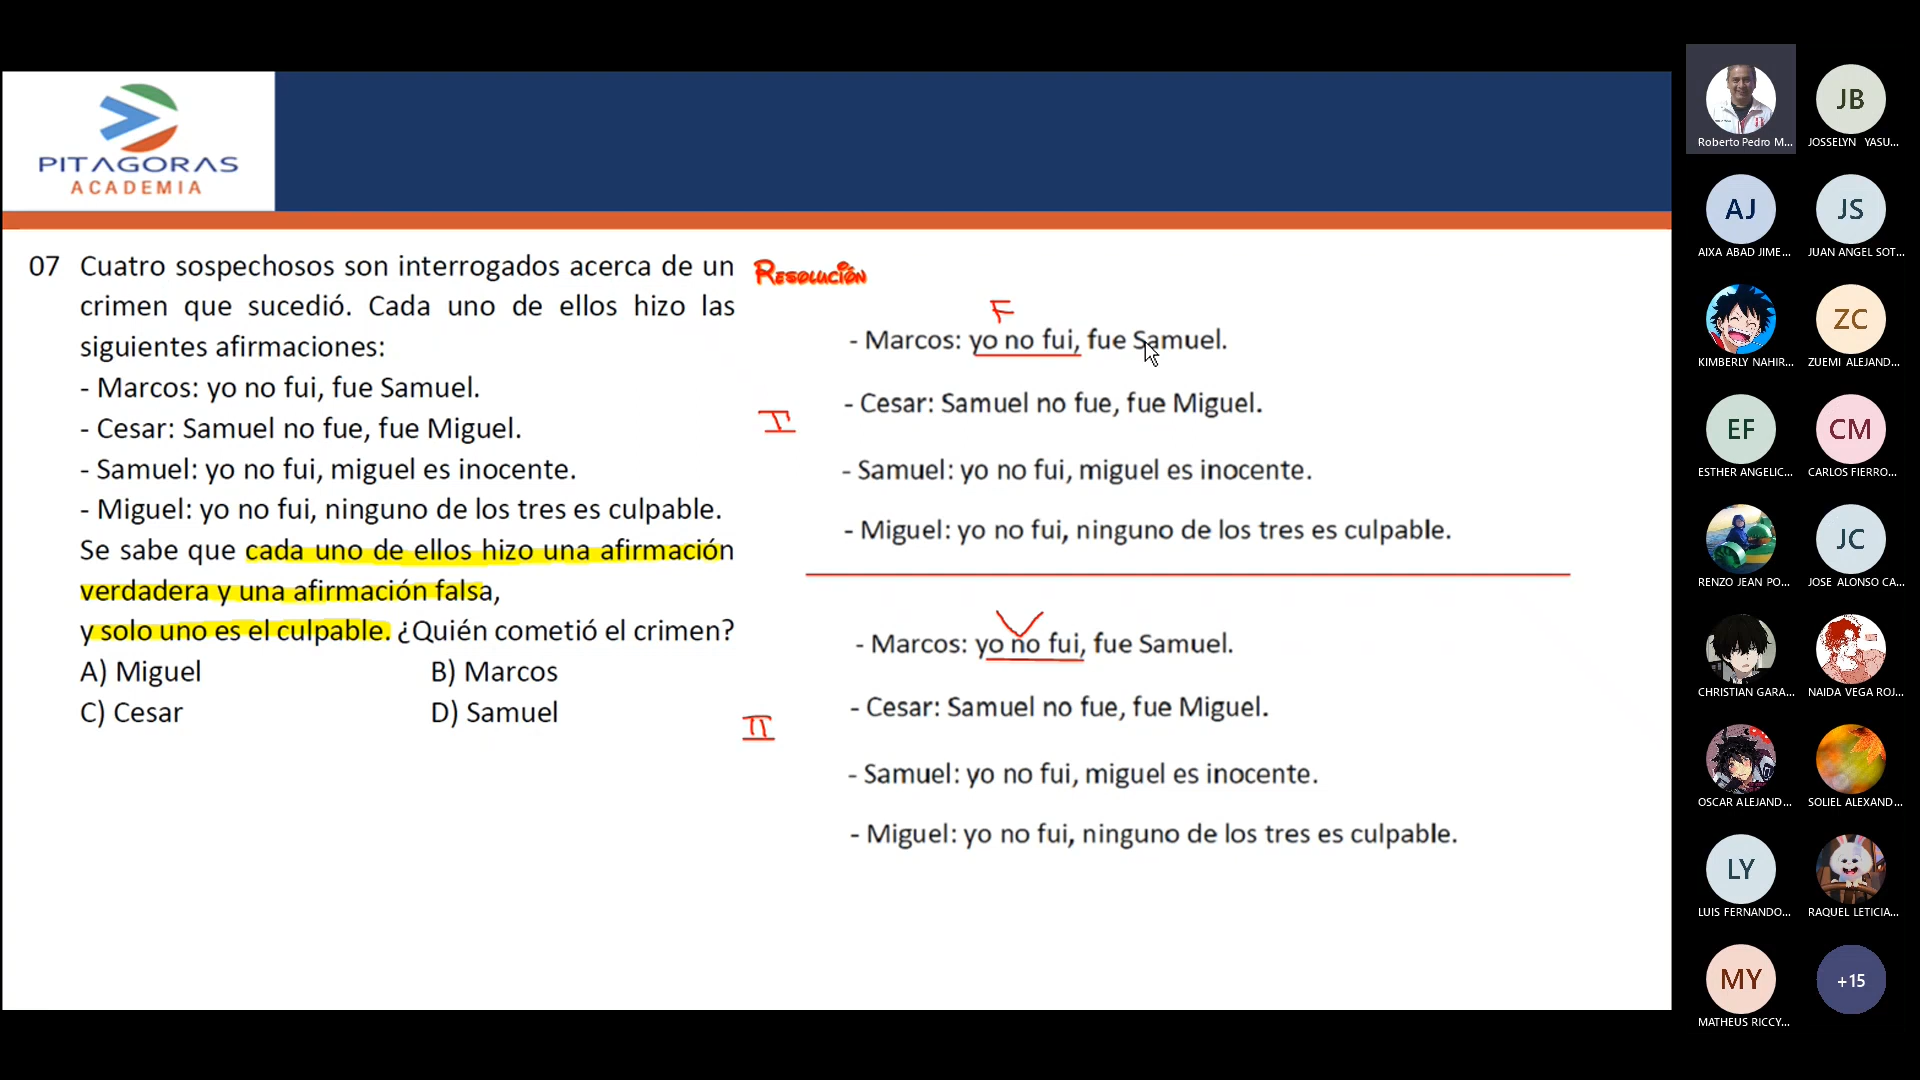 PITAGORAS
ACADEMIA
07 Cuatro sospechosos son interrogados acerca de un
crimen que sucedió. Cada uno de ellos hizo las
siguientes afirmaciones:
- Marcos: yo no fui, fue Samuel.
- Cesar: Samuel no fue, fue Miguel.
- Samuel: yo no fui, miguel es inocente.
- Miguel: yo no fui, ninguno de los tres es culpable.
Se sabe que cada uno de ellos hizo una afirmación
verdadera y una afirmación falsa,
y solo uno es el culpable. ¿Quién cometió el crimen?
A) Miguel B) Marcos
C) Cesar D) Samuel
RESOLUCIÓN
F
- Marcos: yo no fui, fue Samuel.
- Cesar: Samuel no fue, fue Miguel.
I
- Samuel: yo no fui, miguel es inocente.
- Miguel: yo no fui, ninguno de los tres es culpable.
V
- Marcos: yo no fui, fue Samuel.
- Cesar: Samuel no fue, fue Miguel.
II
- Samuel: yo no fui, miguel es inocente.
- Miguel: yo no fui, ninguno de los tres es culpable.
Roberto Pedro M...
JB
JOSSELYN YASU...
AJ
AIXA ABAD JIME...
JS
JUAN ANGEL SOT...
KIMBERLY NAHIR...
ZC
ZUEMI ALEJAND...
EF
ESTHER ANGELIC...
CM
CARLOS FIERRO...
RENZO JEAN PO...
JC
JOSE ALONSO CA...
CHRISTIAN GARA...
NAIDA VEGA ROJ...
OSCAR ALEJAND...
SOLIEL ALEXAND...
LY
LUIS FERNANDO...
RAQUEL LETICIA...
MY
MATHEUS RICCY...
+15